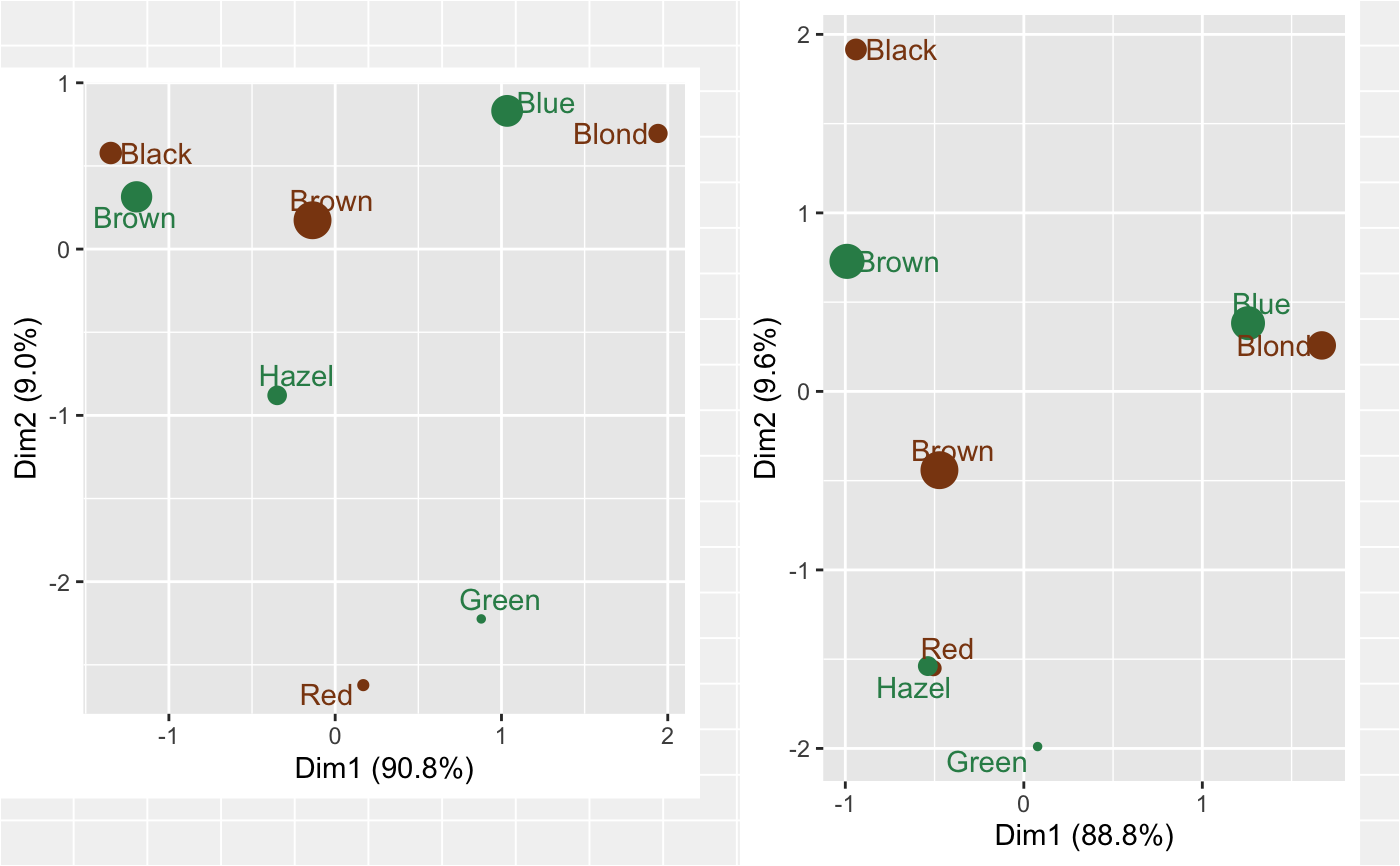 1
0
-1
-2
Dim2 (9.0%)
Blue
Blond
Black
Brown
Brown
Hazel
Green
Red
-1
0
1
2
Dim1 (90.8%)
2
1
0
-1
-2
Dim2 (9.6%)
Black
Brown
Blue
Blond
Brown
Red
Hazel
Green
-1
0
1
Dim1 (88.8%)